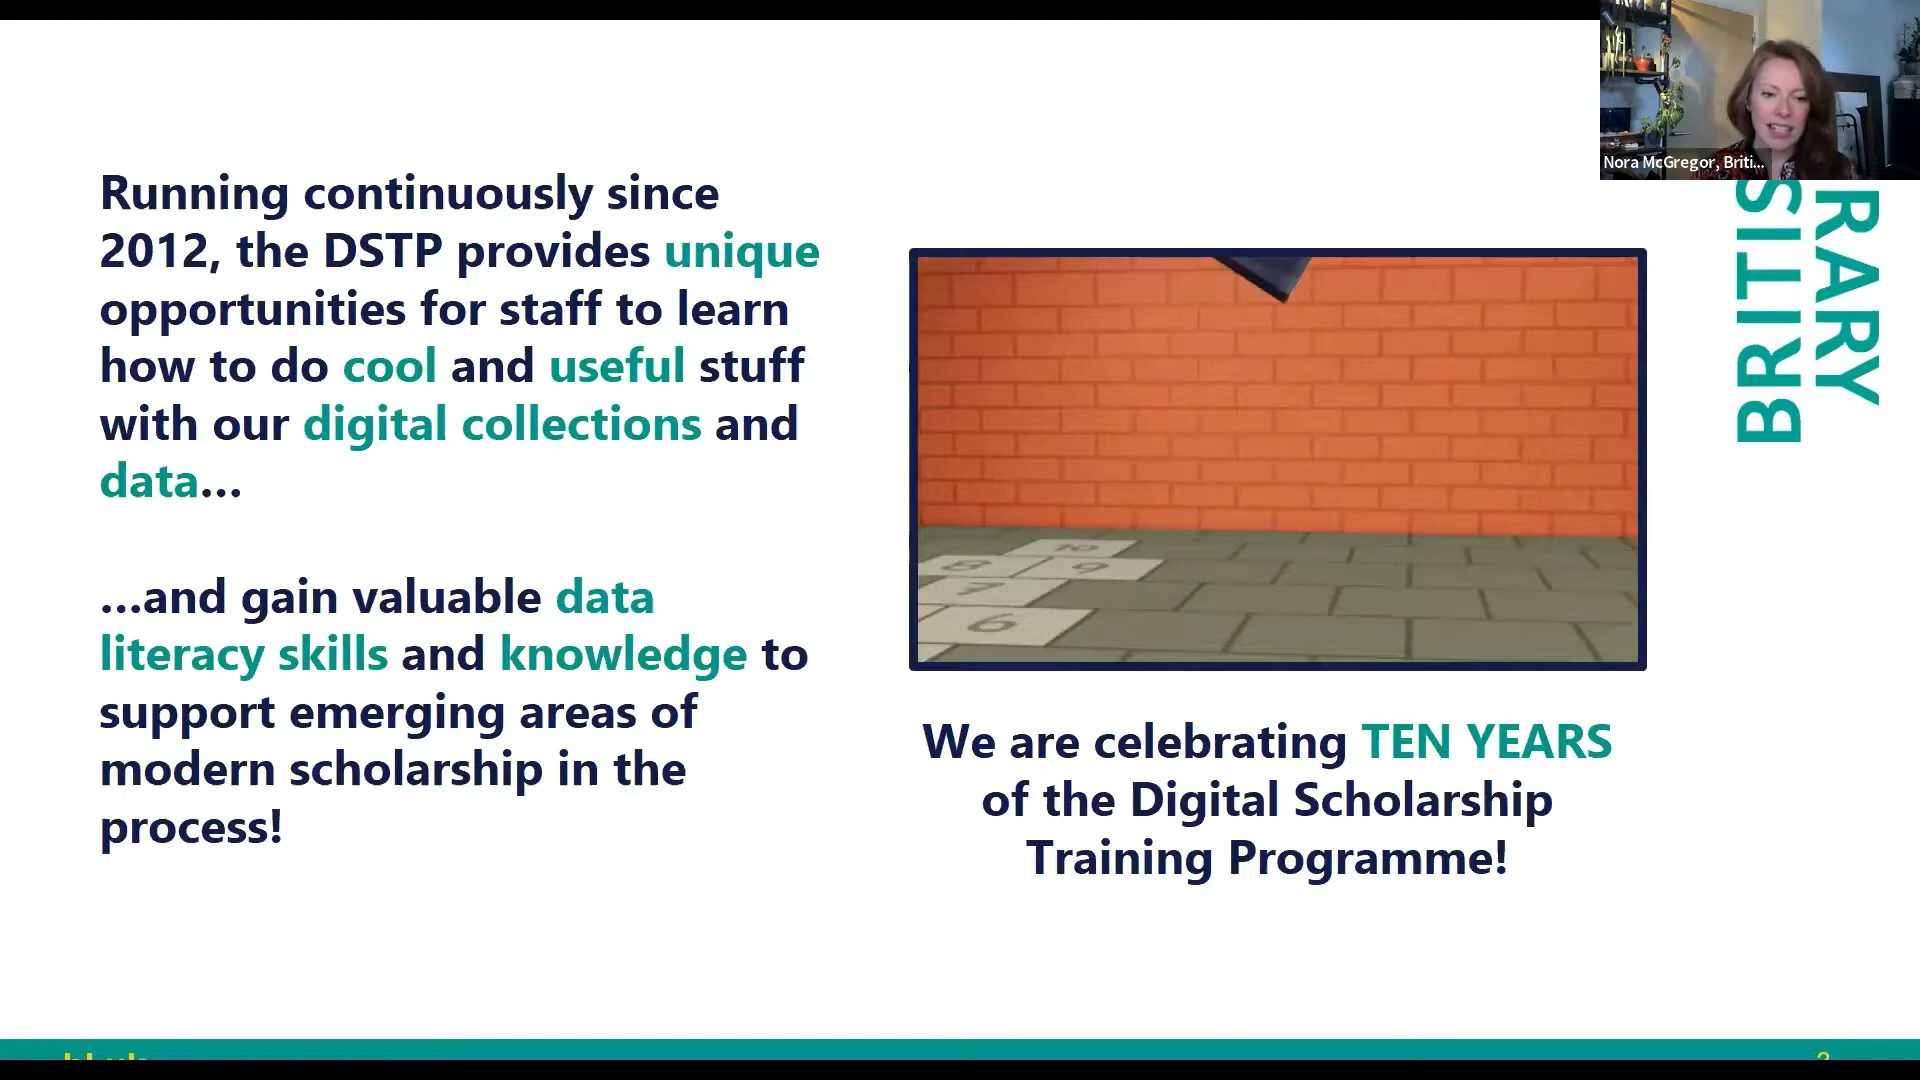 Nora McGregor, Briti...
BRITIS
RARY
Running continuously since
2012, the DSTP provides unique
opportunities for staff to learn
how to do cool and useful stuff
with our digital collections and
data...
...and gain valuable data
literacy skills and knowledge to
support emerging areas of
modern scholarship in the
process!
10
8 9
7
6
We are celebrating TEN YEARS
of the Digital Scholarship
Training Programme!